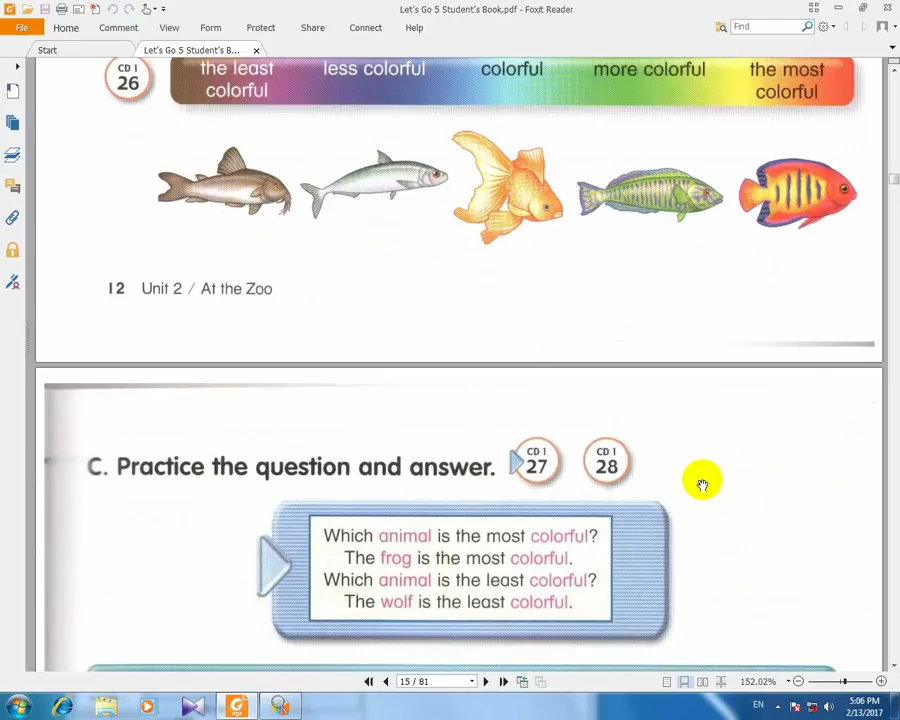 Let's Go 5 Student's Book.pdf - Foxit Reader
File Home Comment View Form Protect Share Connect Help Find
Start Let's Go 5 Student's B...
CD 1
26
the least colorful less colorful colorful more colorful the most colorful
12 Unit 2 / At the Zoo
C. Practice the question and answer. CD 1 27 CD 1 28
Which animal is the most colorful?
The frog is the most colorful.
Which animal is the least colorful?
The wolf is the least colorful.
15 / 81 152.02%
EN 5:06 PM
2/13/2017